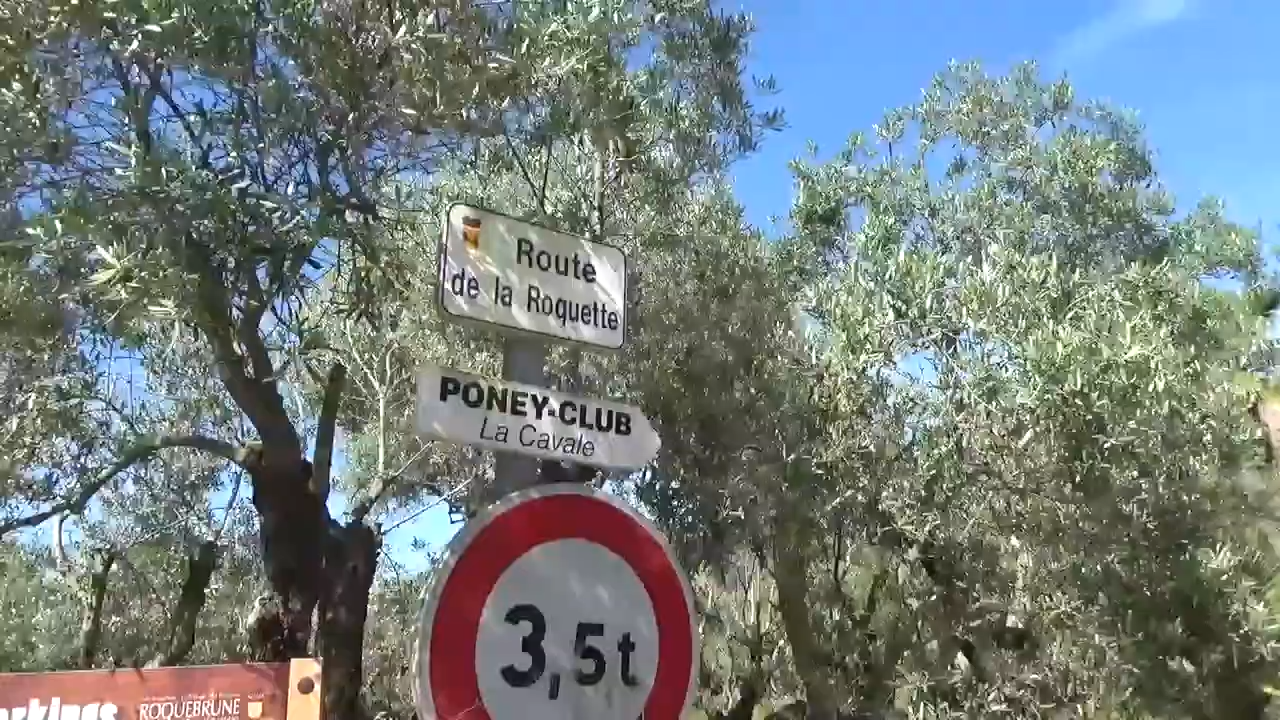 Route
de la Roquette
PONEY-CLUB
La Cavale
3,5t
ROQUEBRUNE